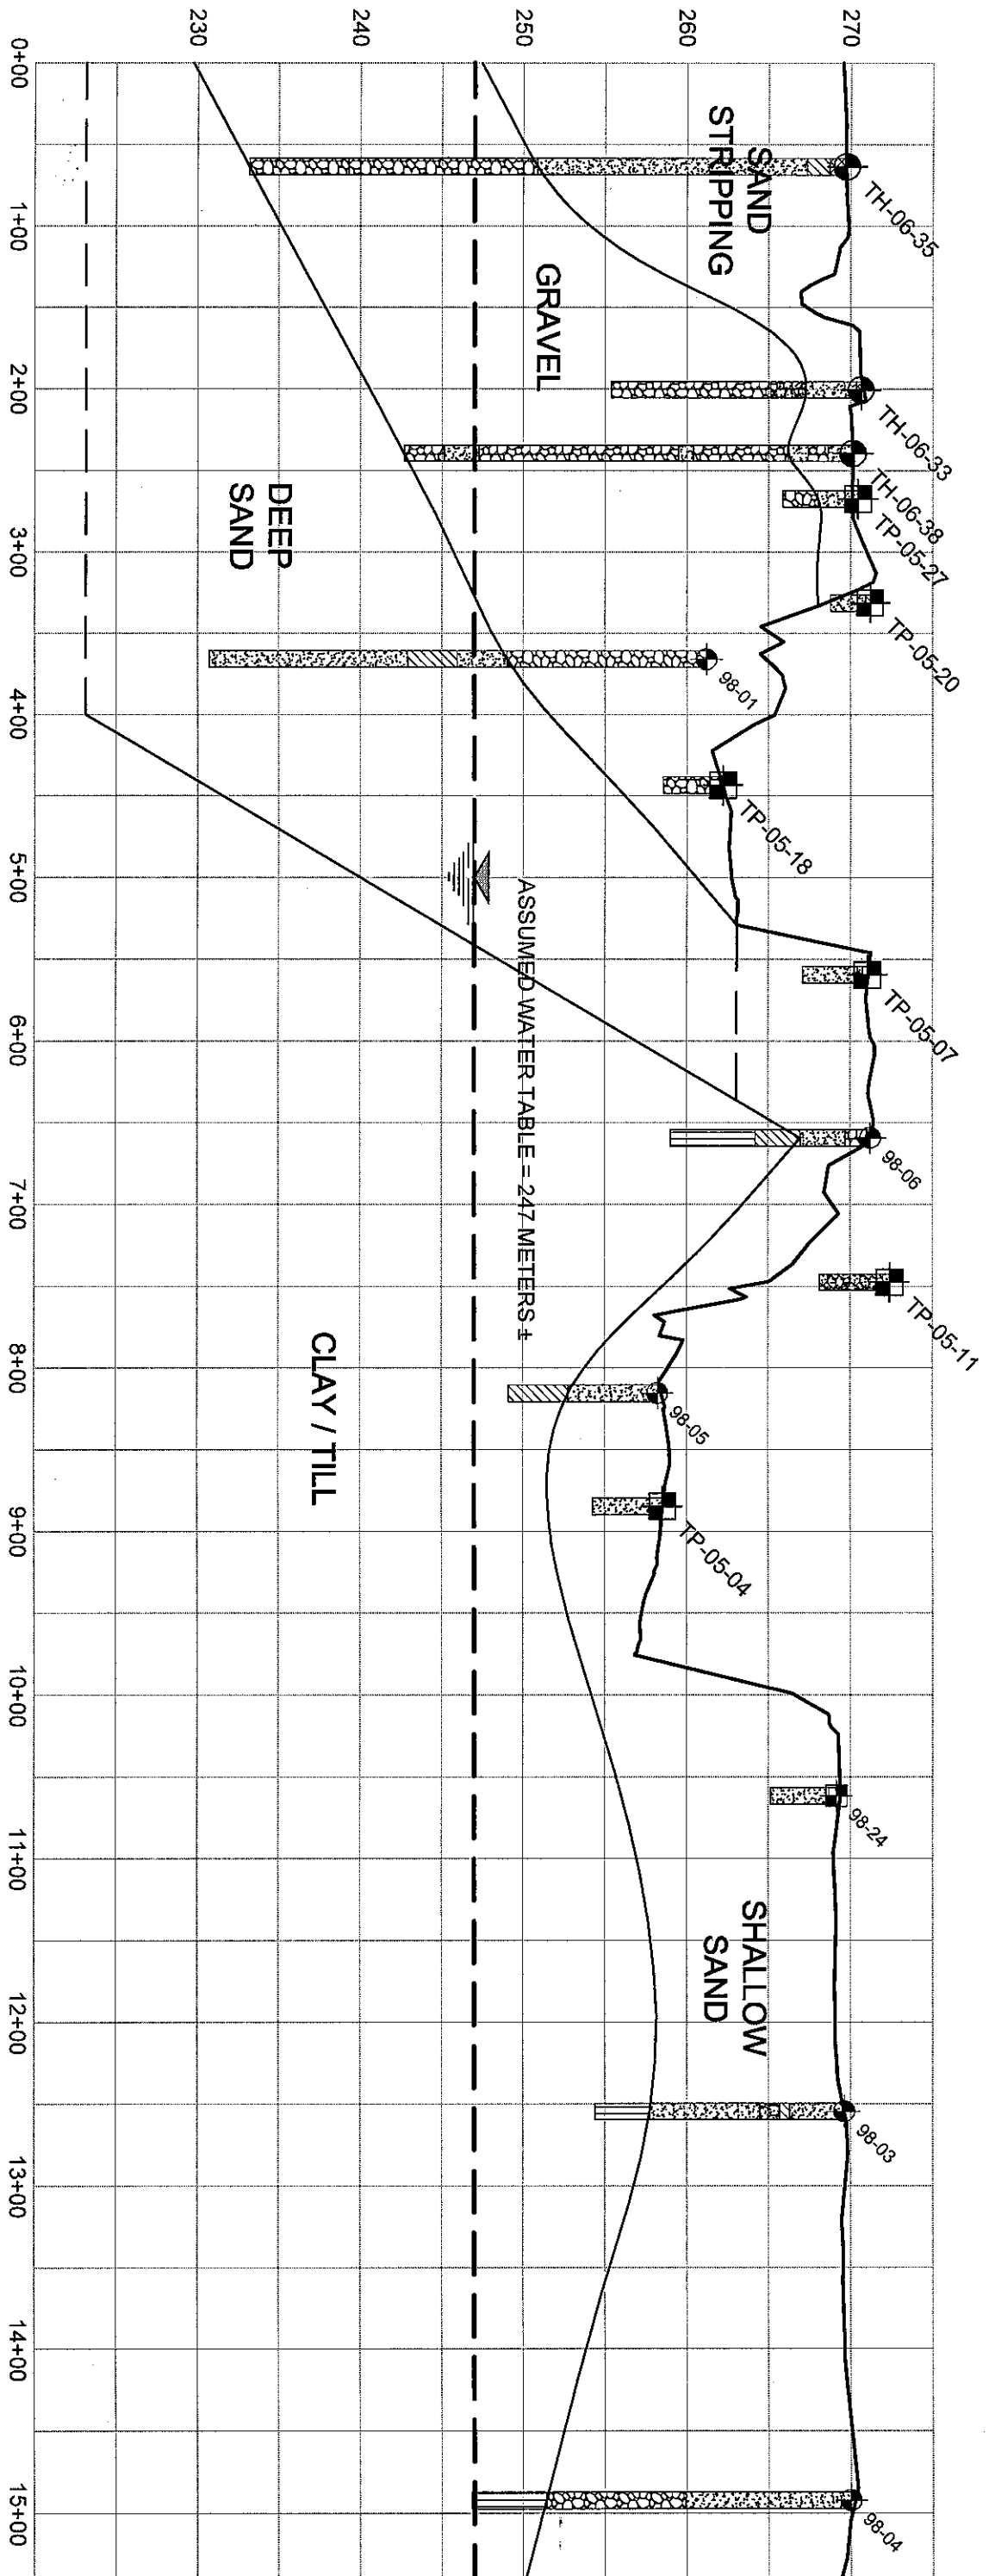 270
260
250
240
230
0+00
1+00
2+00
3+00
4+00
5+00
6+00
7+00
8+00
9+00
10+00
11+00
12+00
13+00
14+00
15+00
TH-06-35
TH-06-33
TH-06-38
TP-05-27
TP-05-20
98-01
TP-05-18
TP-05-07
98-06
TP-05-11
98-05
TP-05-04
98-24
98-03
98-04
SAND
STRIPPING
GRAVEL
DEEP
SAND
ASSUMED WATER TABLE = 247 METERS ±
CLAY / TILL
SHALLOW
SAND